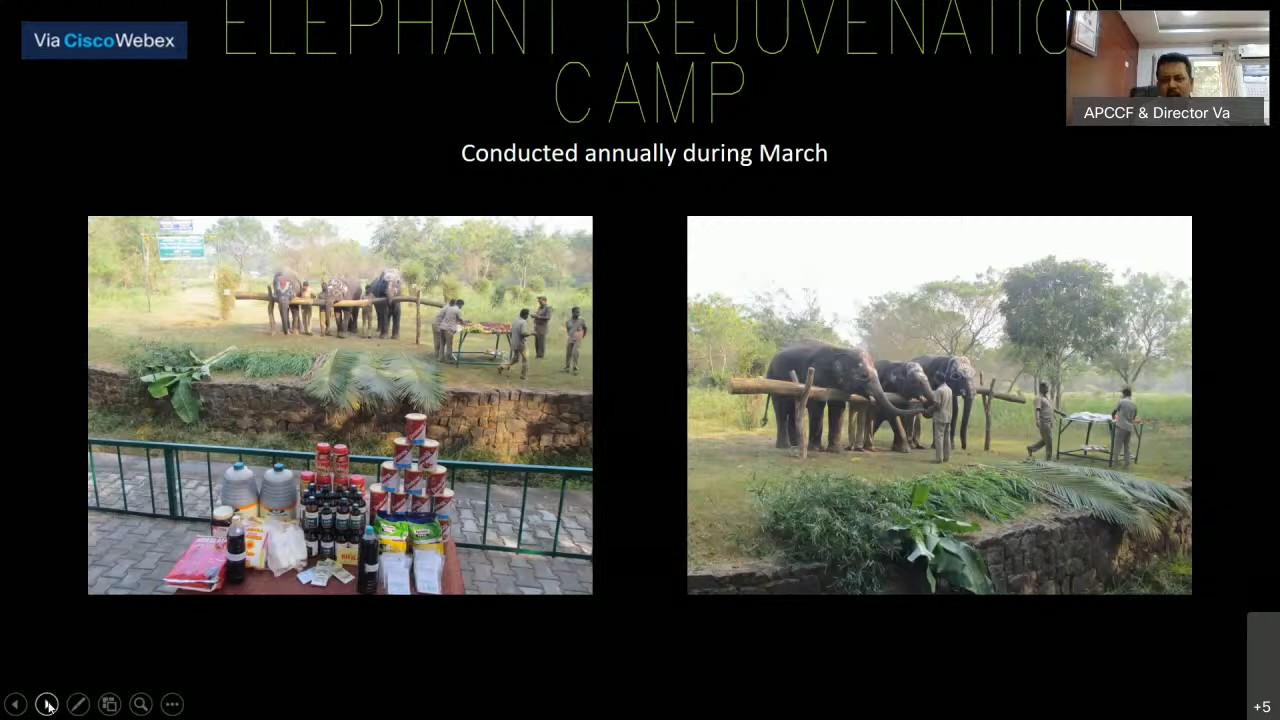 Via CiscoWebex
ELEPHANT REJUVENATION
CAMP
Conducted annually during March
APCCF & Director Va
+5